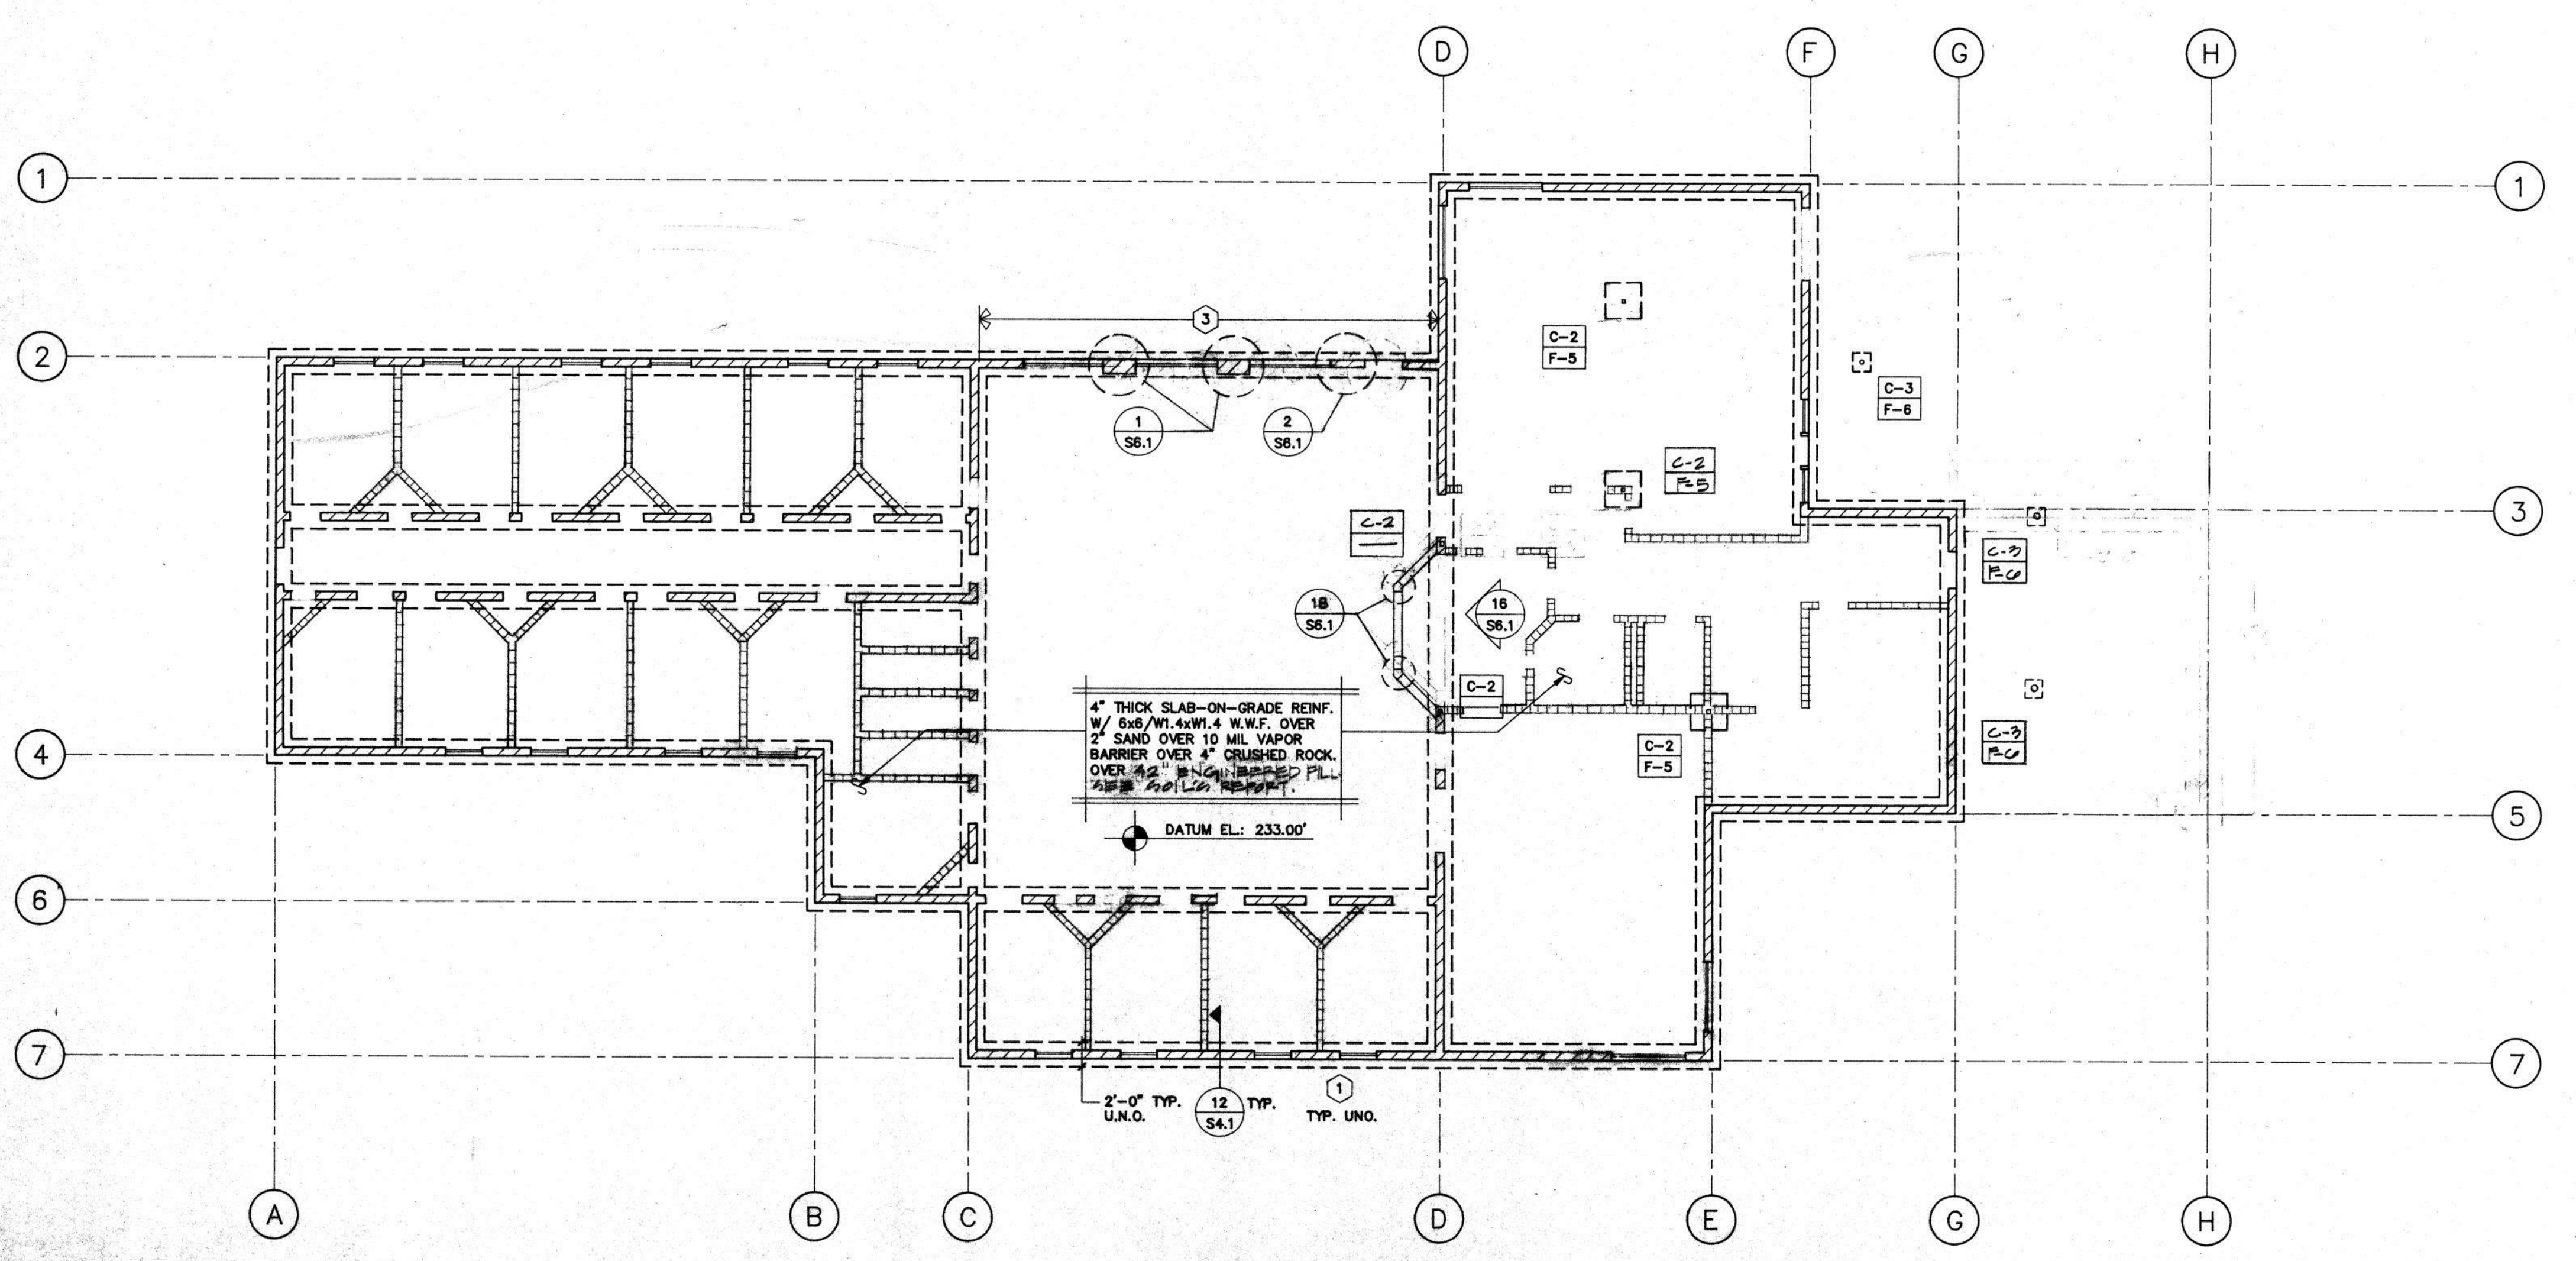 D
F
G
H
1
1
3
2
C-2
F-5
C-3
F-6
1
S6.1
2
S6.1
C-2
F-5
3
C-2
C-3
F-6
18
S6.1
16
S6.1
C-2
4" THICK SLAB-ON-GRADE REINF.
W/ 6x6/W1.4xW1.4 W.W.F. OVER
2" SAND OVER 10 MIL VAPOR
BARRIER OVER 4" CRUSHED ROCK.
OVER 42" ENGINEERED FILL
SEE SOIL'S REPORT.
C-2
F-5
C-3
F-6
4
DATUM EL.: 233.00'
5
6
7
7
2'-0" TYP.
U.N.O.
12
S4.1
TYP.
1
TYP. UNO.
A
B
C
D
E
G
H